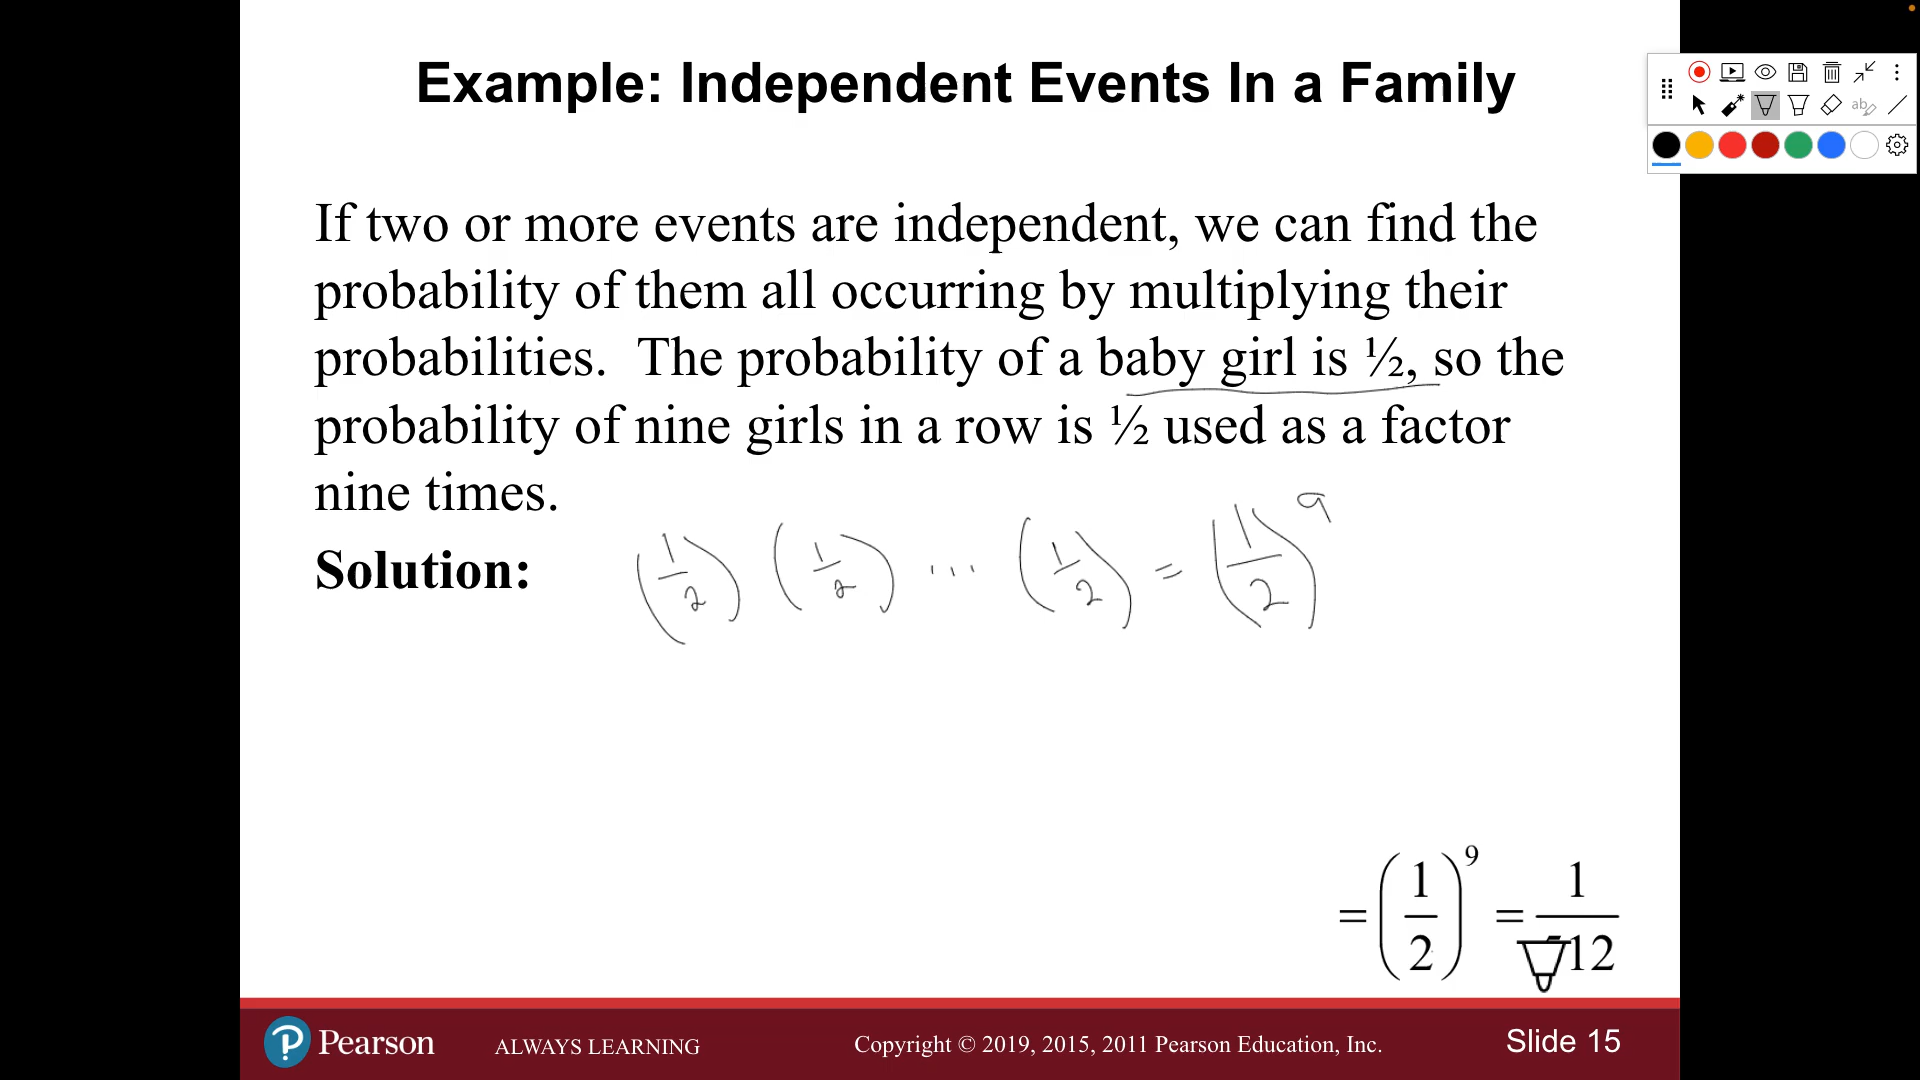 Example: Independent Events In a Family
If two or more events are independent, we can find the
probability of them all occurring by multiplying their
probabilities. The probability of a baby girl is ½, so the
probability of nine girls in a row is ½ used as a factor
nine times.
Solution: (1/2) (1/2) ... (1/2) = (1/2)^9
= (1/2)^9 = 1/12
Pearson ALWAYS LEARNING Copyright © 2019, 2015, 2011 Pearson Education, Inc. Slide 15
ab